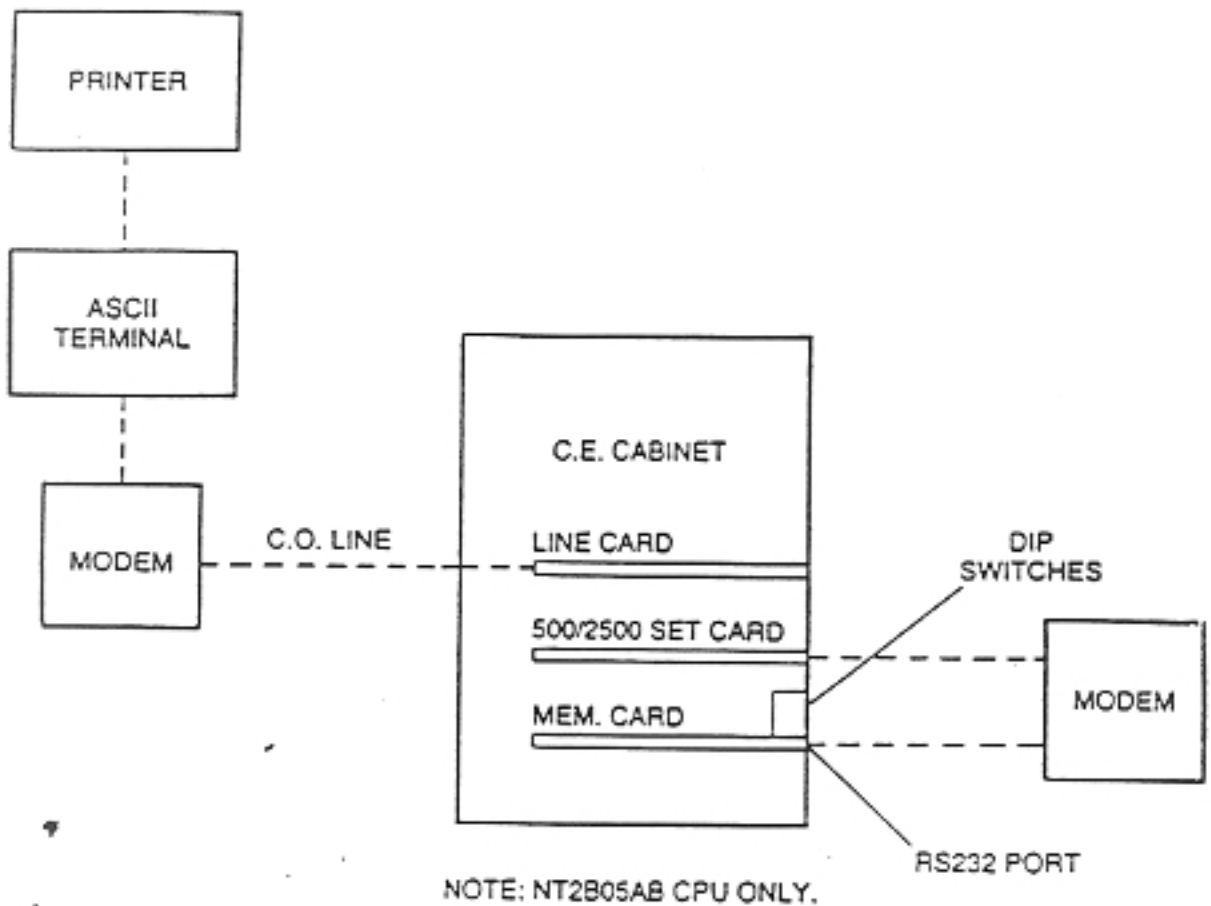 PRINTER
ASCII
TERMINAL
MODEM
C.O. LINE
C.E. CABINET
LINE CARD
500/2500 SET CARD
MEM. CARD
DIP
SWITCHES
MODEM
RS232 PORT
NOTE: NT2B05AB CPU ONLY.